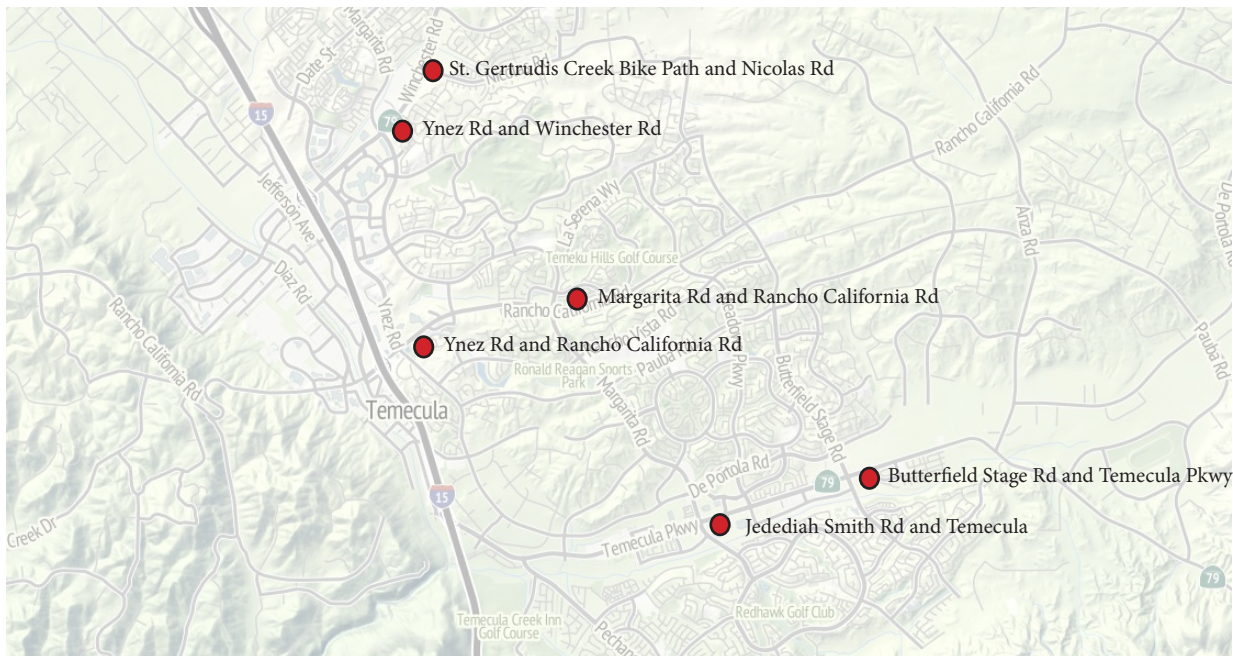 Date St
Margarita Rd
Winchester Rd
St. Gertrudis Creek Bike Path and Nicolas Rd
15
79
Ynez Rd and Winchester Rd
Rancho California Rd
Jefferson Ave
La Serena Wy
De Portola Rd
Anza Rd
Temeku Hills Golf Course
Diaz Rd
Rancho California Rd
Ynez Rd
Rancho
Margarita Rd and Rancho California Rd
Vista Rd
Ynez Rd and Rancho California Rd
Pauba
Pkwy
Pauba Rd
Ronald Reagan Sports
Park
Butterfield Stage Rd
Temecula
Margarita Rd
De Portola Rd
79
Butterfield Stage Rd and Temecula Pkwy
15
Creek Dr
Temecula Pkwy
Jedediah Smith Rd and Temecula
79
Redhawk Golf Club
Temecula Creek Inn
Golf Course